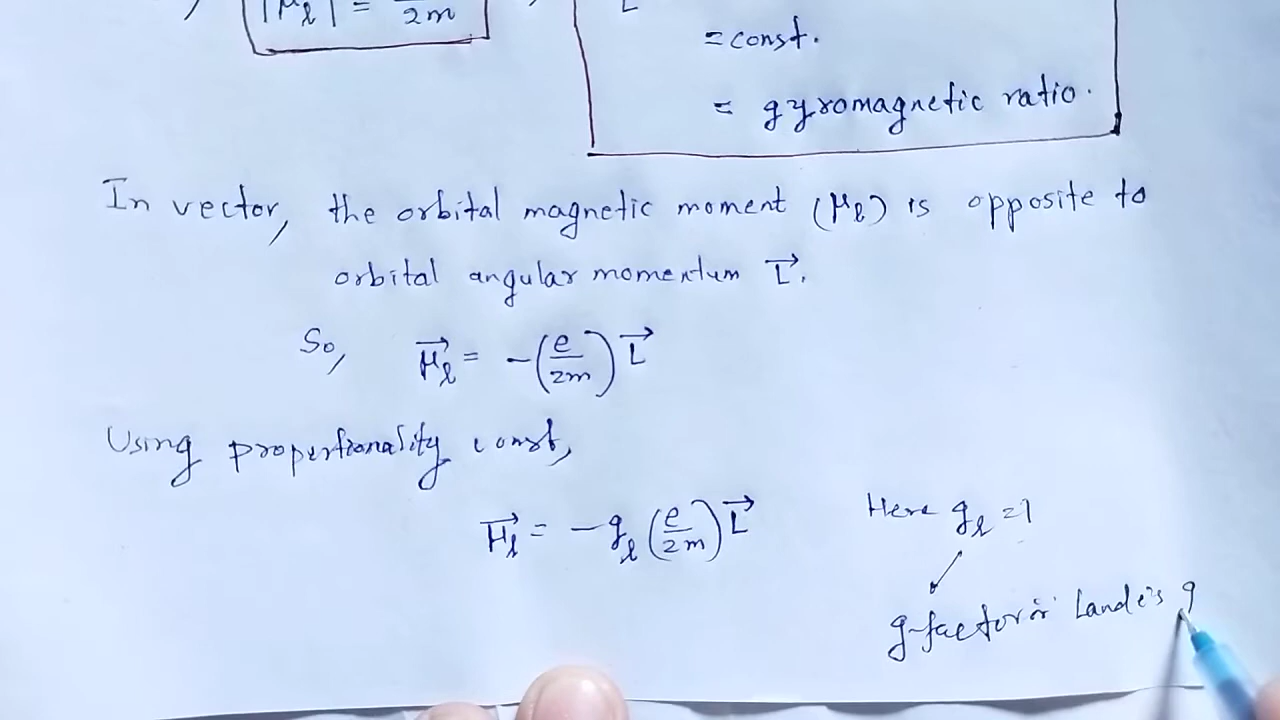 |μₗ| = 2m
L
= const.
= gyromagnetic ratio.
In vector, the orbital magnetic moment (μₗ) is opposite to
orbital angular momentum L⃗.
So, μ⃗ₗ = -(e/2m) L⃗
Using propertionality const,
μ⃗ₗ = -gₗ (e/2m) L⃗
Here gₗ = 1
g-factor or Lande's g